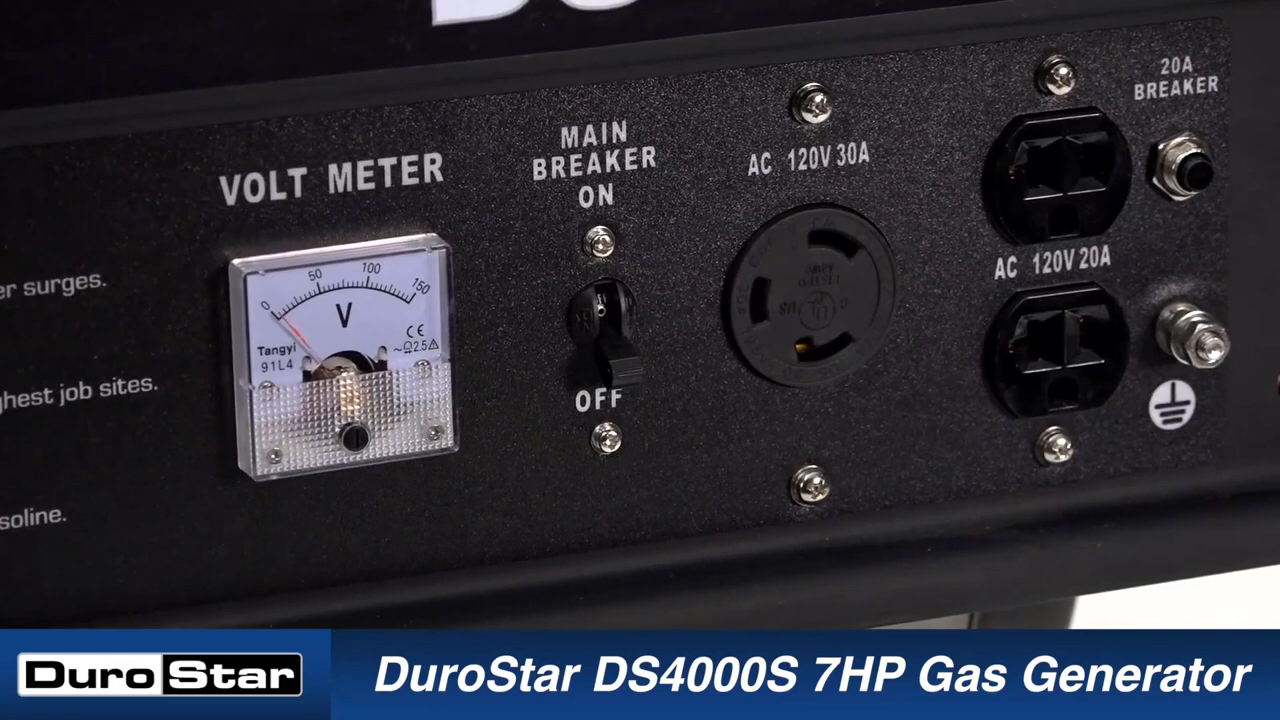 VOLT METER
0 50 100 150
V
CE
Tangyi
91L4
2.5
MAIN
BREAKER
ON
OFF
AC 120V 30A
20A
BREAKER
AC 120V 20A
er surges.
ghest job sites.
soline.
DuroStar
DuroStar DS4000S 7HP Gas Generator